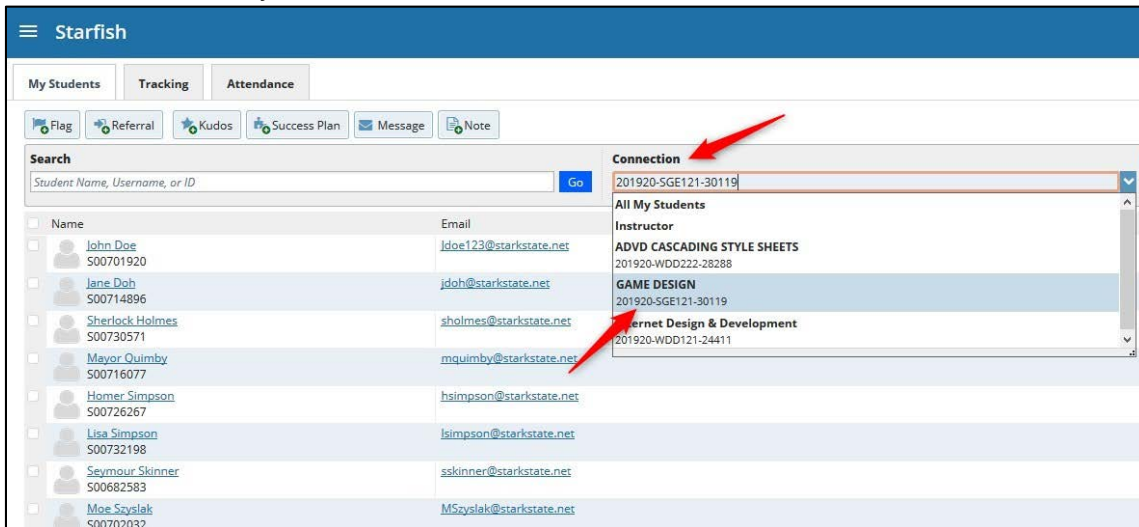 Starfish
My Students Tracking Attendance
Flag Referral Kudos Success Plan Message Note
Search
Student Name, Username, or ID Go
Connection
201920-SGE121-30119
All My Students
Instructor
ADVD CASCADING STYLE SHEETS
201920-WDD222-28288
GAME DESIGN
201920-SGE121-30119
ernet Design & Development
201920-WDD121-24411
Name Email
John Doe Jdoe123@starkstate.net
S00701920
Jane Doh jdoh@starkstate.net
S00714896
Sherlock Holmes sholmes@starkstate.net
S00730571
Mayor Quimby mquimby@starkstate.net
S00716077
Homer Simpson hsimpson@starkstate.net
S00726267
Lisa Simpson lsimpson@starkstate.net
S00732198
Seymour Skinner sskinner@starkstate.net
S00682583
Moe Szyslak MSzyslak@starkstate.net
S00702032